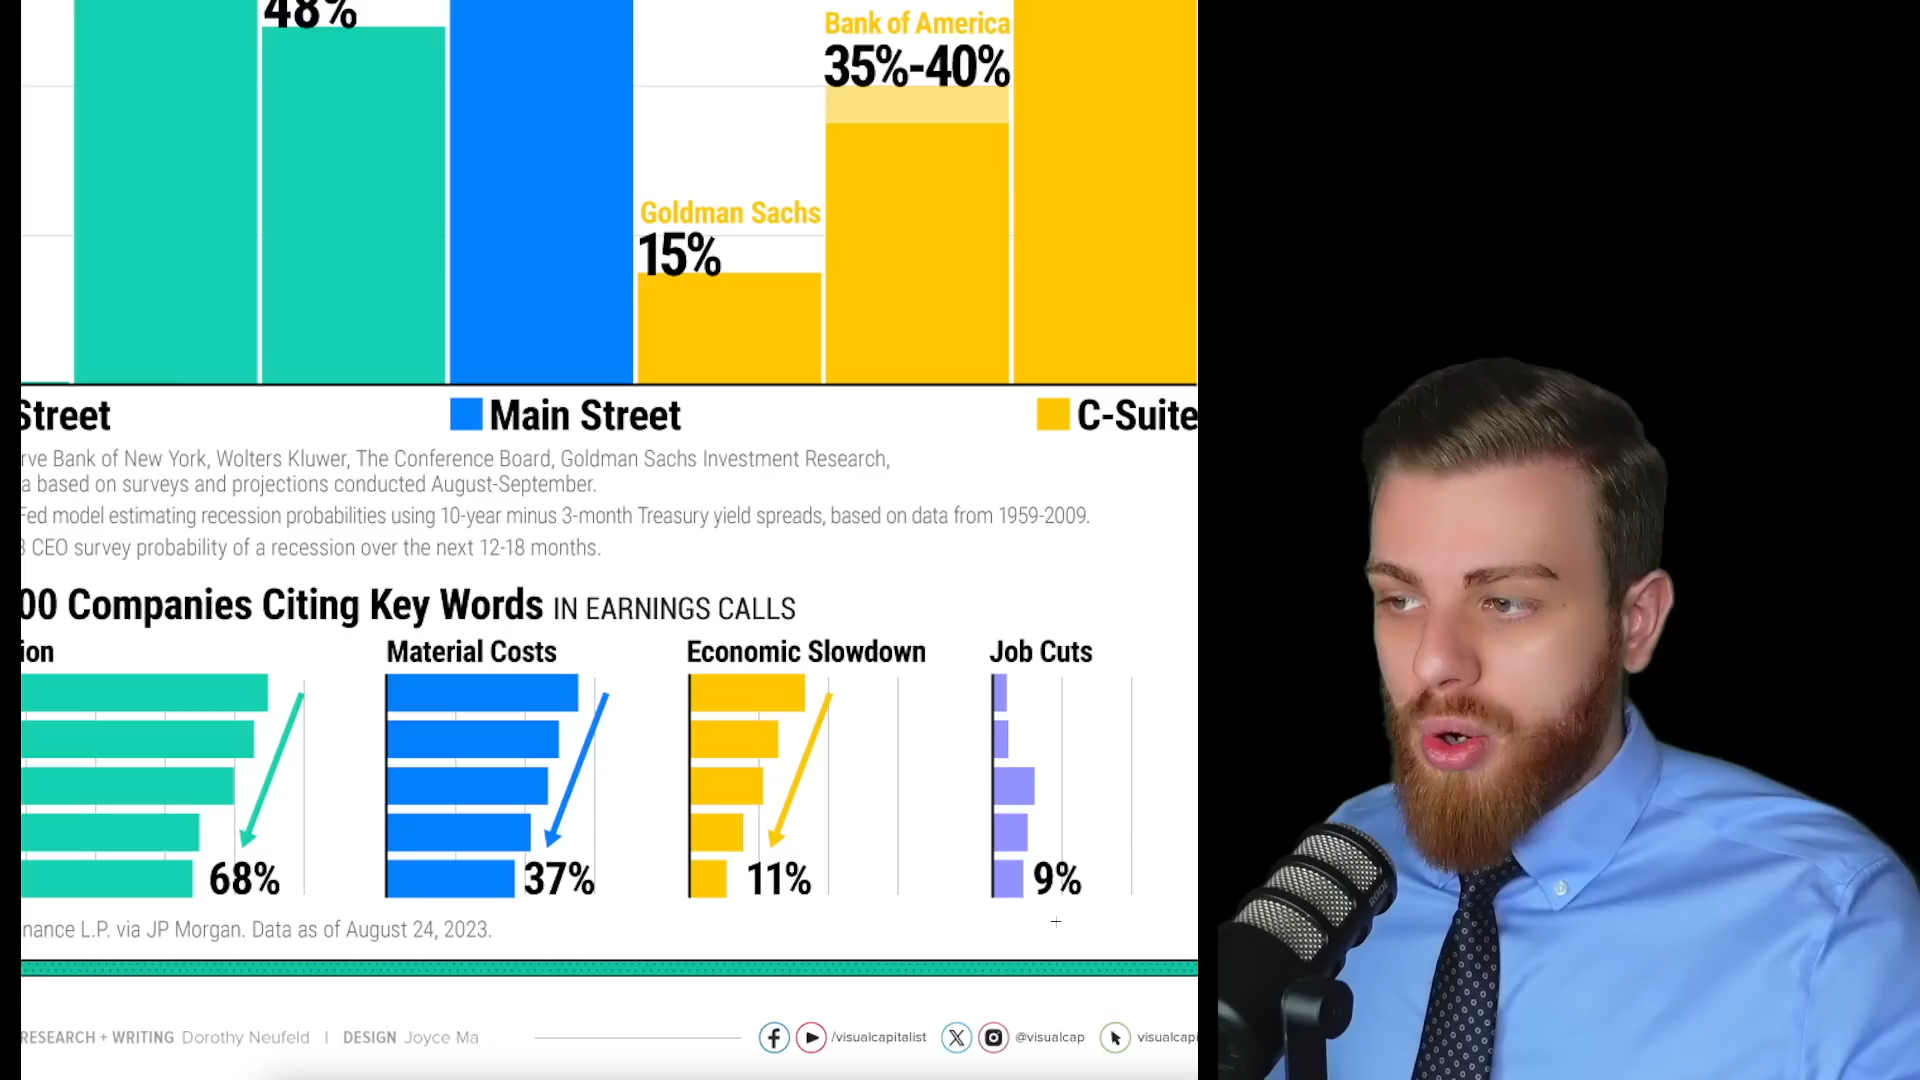 48%
Bank of America
35%-40%
Goldman Sachs
15%
Street
Main Street
C-Suite
rve Bank of New York, Wolters Kluwer, The Conference Board, Goldman Sachs Investment Research,
a based on surveys and projections conducted August-September.
Fed model estimating recession probabilities using 10-year minus 3-month Treasury yield spreads, based on data from 1959-2009.
CEO survey probability of a recession over the next 12-18 months.
00 Companies Citing Key Words IN EARNINGS CALLS
ion
Material Costs
Economic Slowdown
Job Cuts
68%
37%
11%
9%
nance L.P. via JP Morgan. Data as of August 24, 2023.
RESEARCH + WRITING Dorothy Neufeld | DESIGN Joyce Ma
/visualcapitalist
@visualcap
visualcapi
RODE